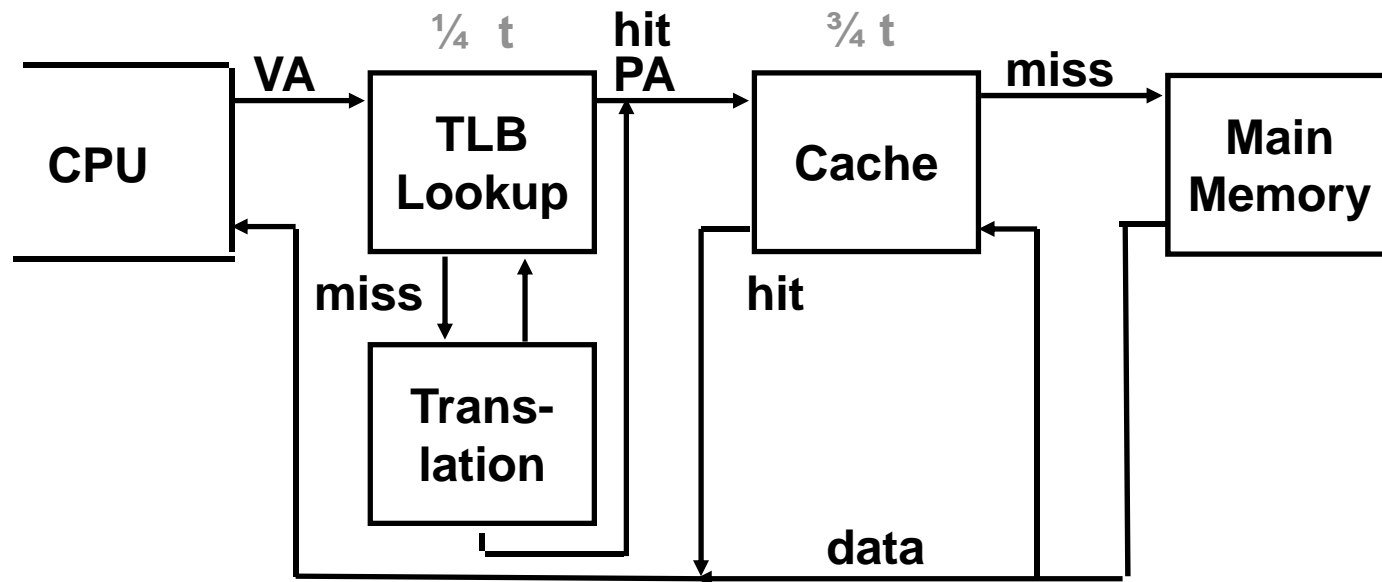 ¼ t
hit
¾ t
VA
PA
miss
CPU
TLB
Lookup
Cache
Main
Memory
miss
hit
Trans-
lation
data